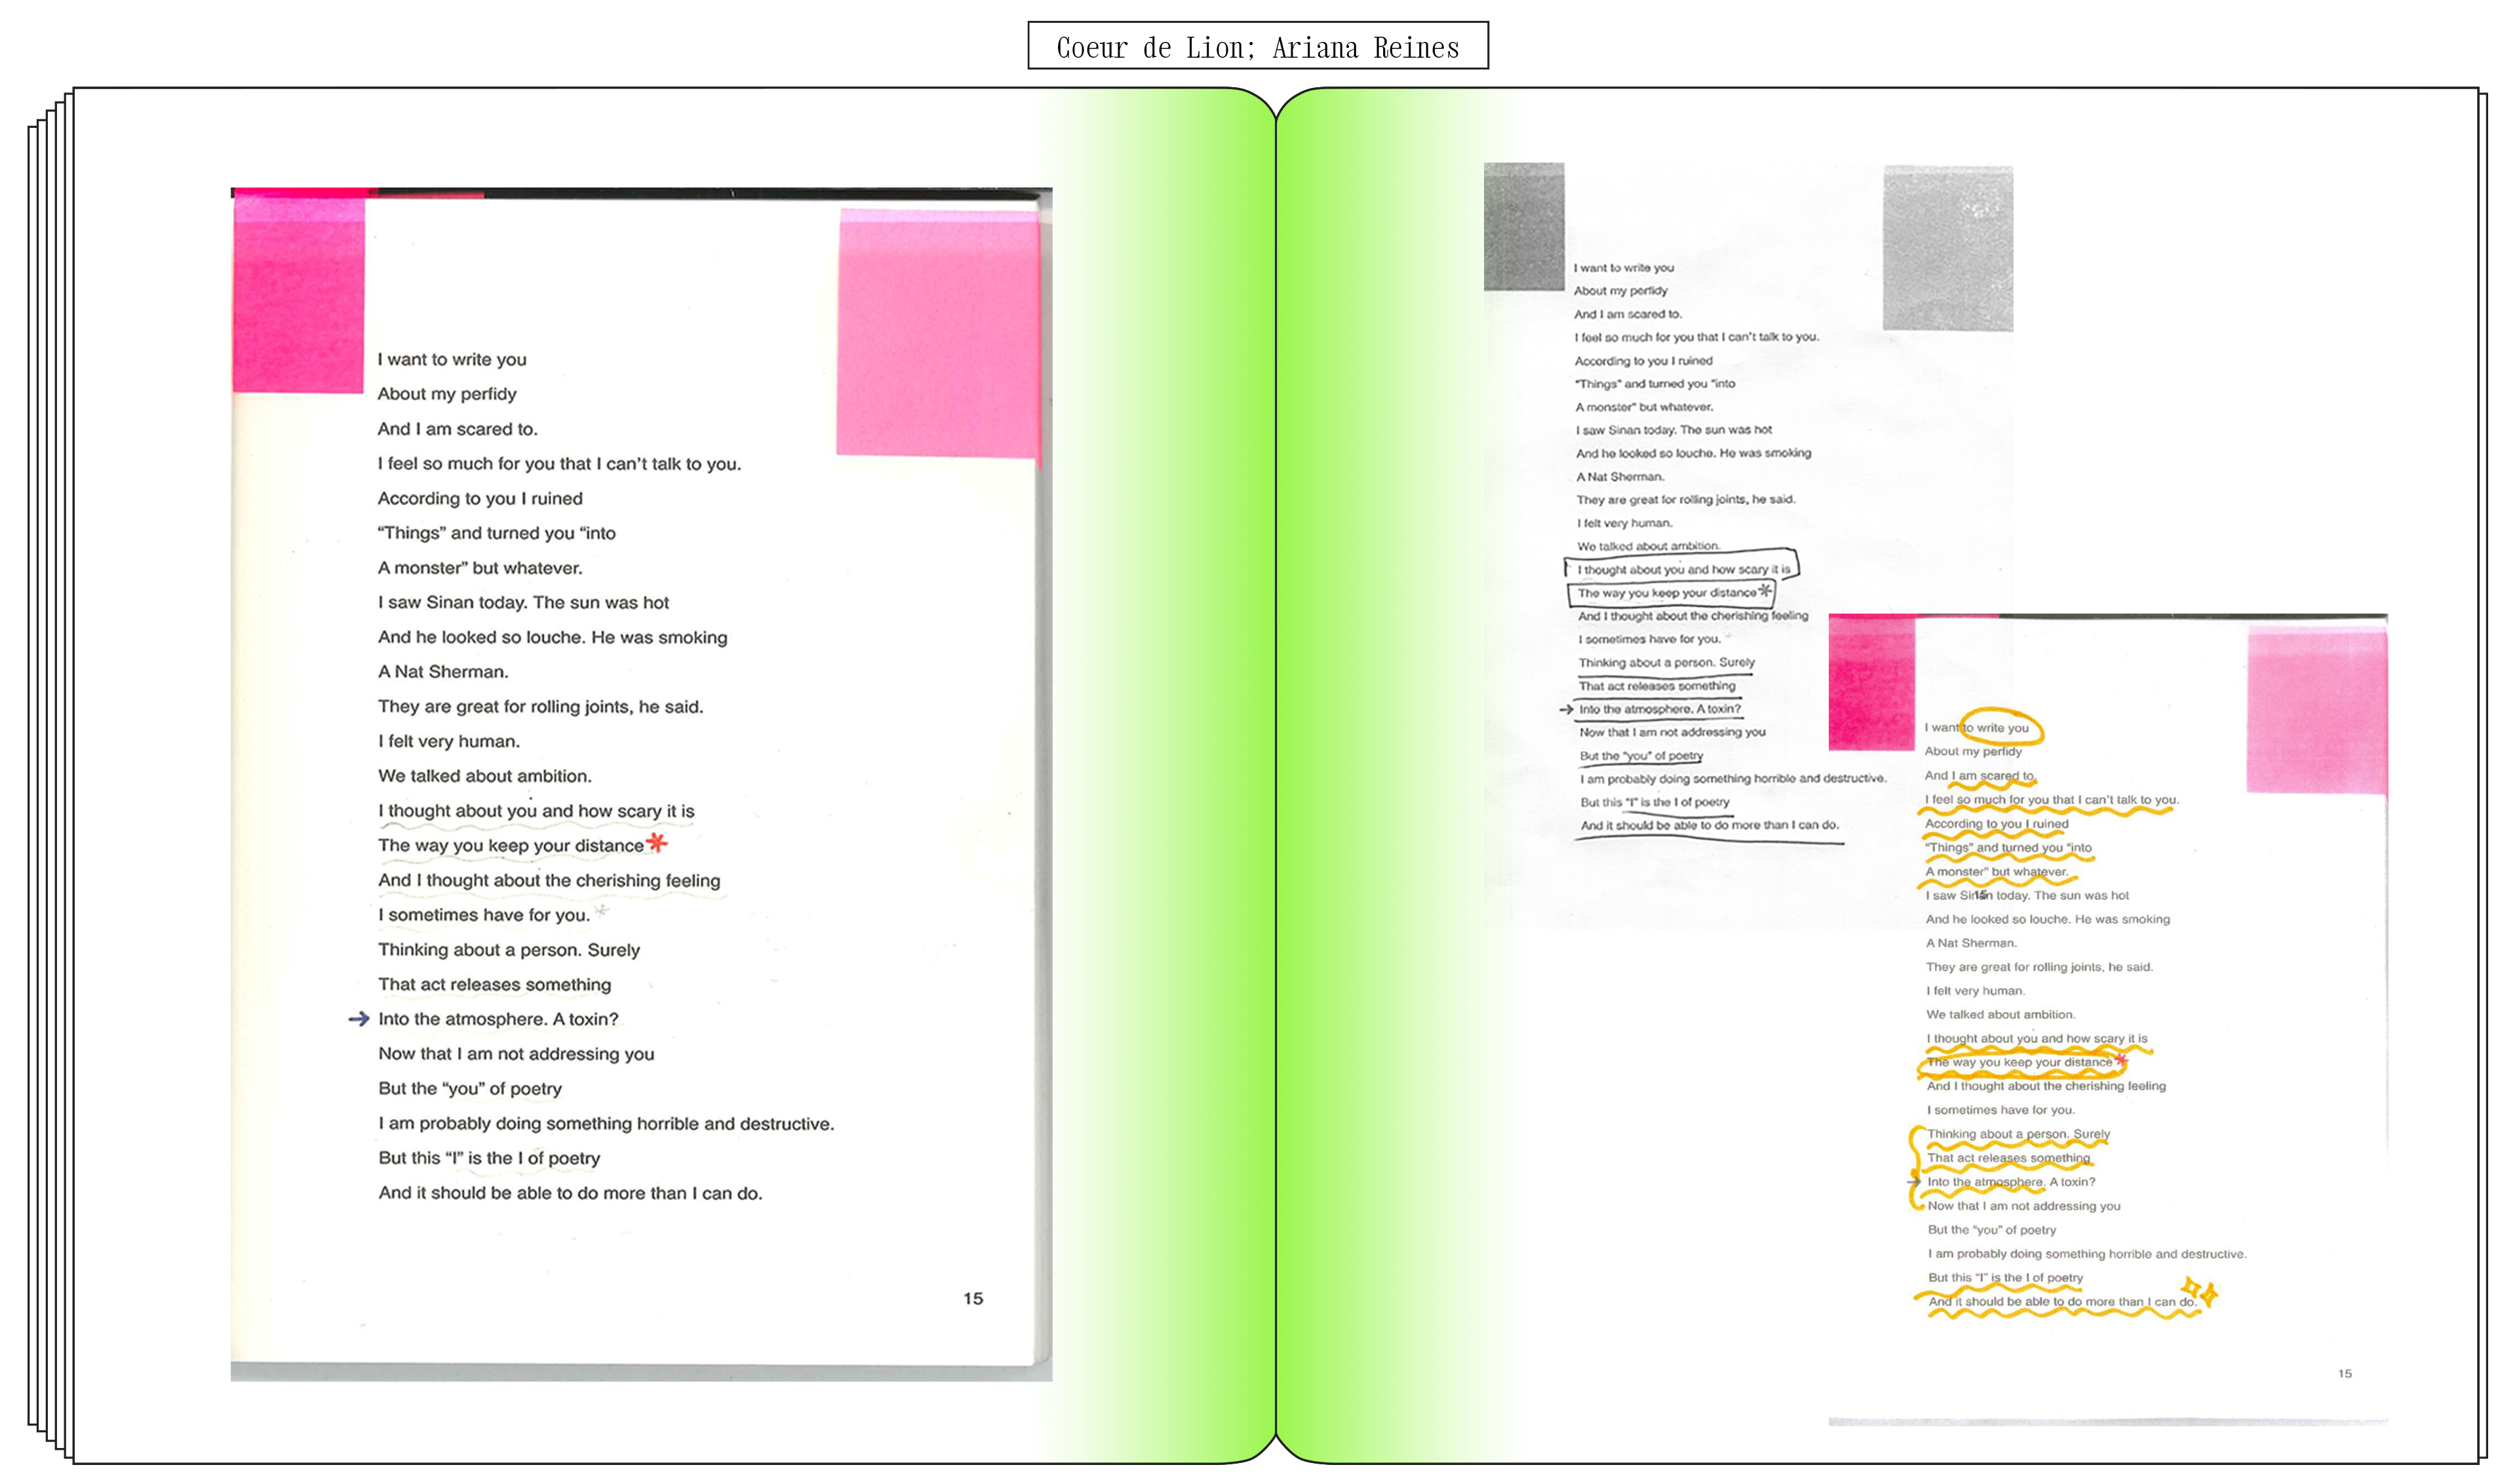 Coeur de Lion; Ariana Reines
I want to write you
About my perfidy
And I am scared to.
I feel so much for you that I can't talk to you.
According to you I ruined
“Things” and turned you “into
A monster” but whatever.
I saw Sinan today. The sun was hot
And he looked so louche. He was smoking
A Nat Sherman.
They are great for rolling joints, he said.
I felt very human.
We talked about ambition.
I thought about you and how scary it is
The way you keep your distance*
And I thought about the cherishing feeling
I sometimes have for you.*
Thinking about a person. Surely
That act releases something
→ Into the atmosphere. A toxin?
Now that I am not addressing you
But the “you” of poetry
I am probably doing something horrible and destructive.
But this “I” is the I of poetry
And it should be able to do more than I can do.
15
I want to write you
About my perfidy
And I am scared to.
I feel so much for you that I can't talk to you.
According to you I ruined
“Things” and turned you “into
A monster” but whatever.
I saw Sinan today. The sun was hot
And he looked so louche. He was smoking
A Nat Sherman.
They are great for rolling joints, he said.
I felt very human.
We talked about ambition.
I thought about you and how scary it is
The way you keep your distance*
And I thought about the cherishing feeling
I sometimes have for you.
Thinking about a person. Surely
That act releases something
→ Into the atmosphere. A toxin?
Now that I am not addressing you
But the “you” of poetry
I am probably doing something horrible and destructive.
But this “I” is the I of poetry
And it should be able to do more than I can do.
15
I want to write you
About my perfidy
And I am scared to.
I feel so much for you that I can't talk to you.
According to you I ruined
“Things” and turned you “into
A monster” but whatever.
I saw Sinan today. The sun was hot
And he looked so louche. He was smoking
A Nat Sherman.
They are great for rolling joints, he said.
I felt very human.
We talked about ambition.
I thought about you and how scary it is
The way you keep your distance*
And I thought about the cherishing feeling
I sometimes have for you.
Thinking about a person. Surely
That act releases something
→ Into the atmosphere. A toxin?
Now that I am not addressing you
But the “you” of poetry
I am probably doing something horrible and destructive.
But this “I” is the I of poetry
And it should be able to do more than I can do.
15